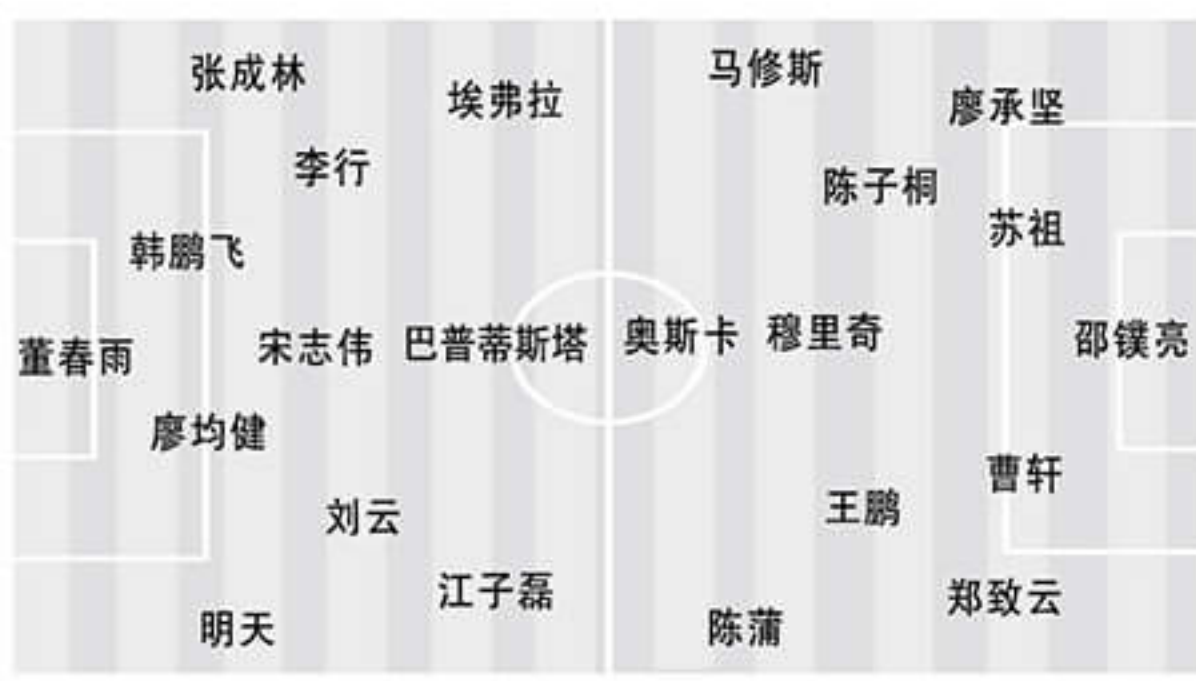 张成林
埃弗拉
李行
韩鹏飞
董春雨
宋志伟
巴普蒂斯塔
廖均健
刘云
江子磊
明天
马修斯
廖承坚
陈子桐
苏祖
奥斯卡
穆里奇
邵镤亮
曹轩
王鹏
郑致云
陈蒲